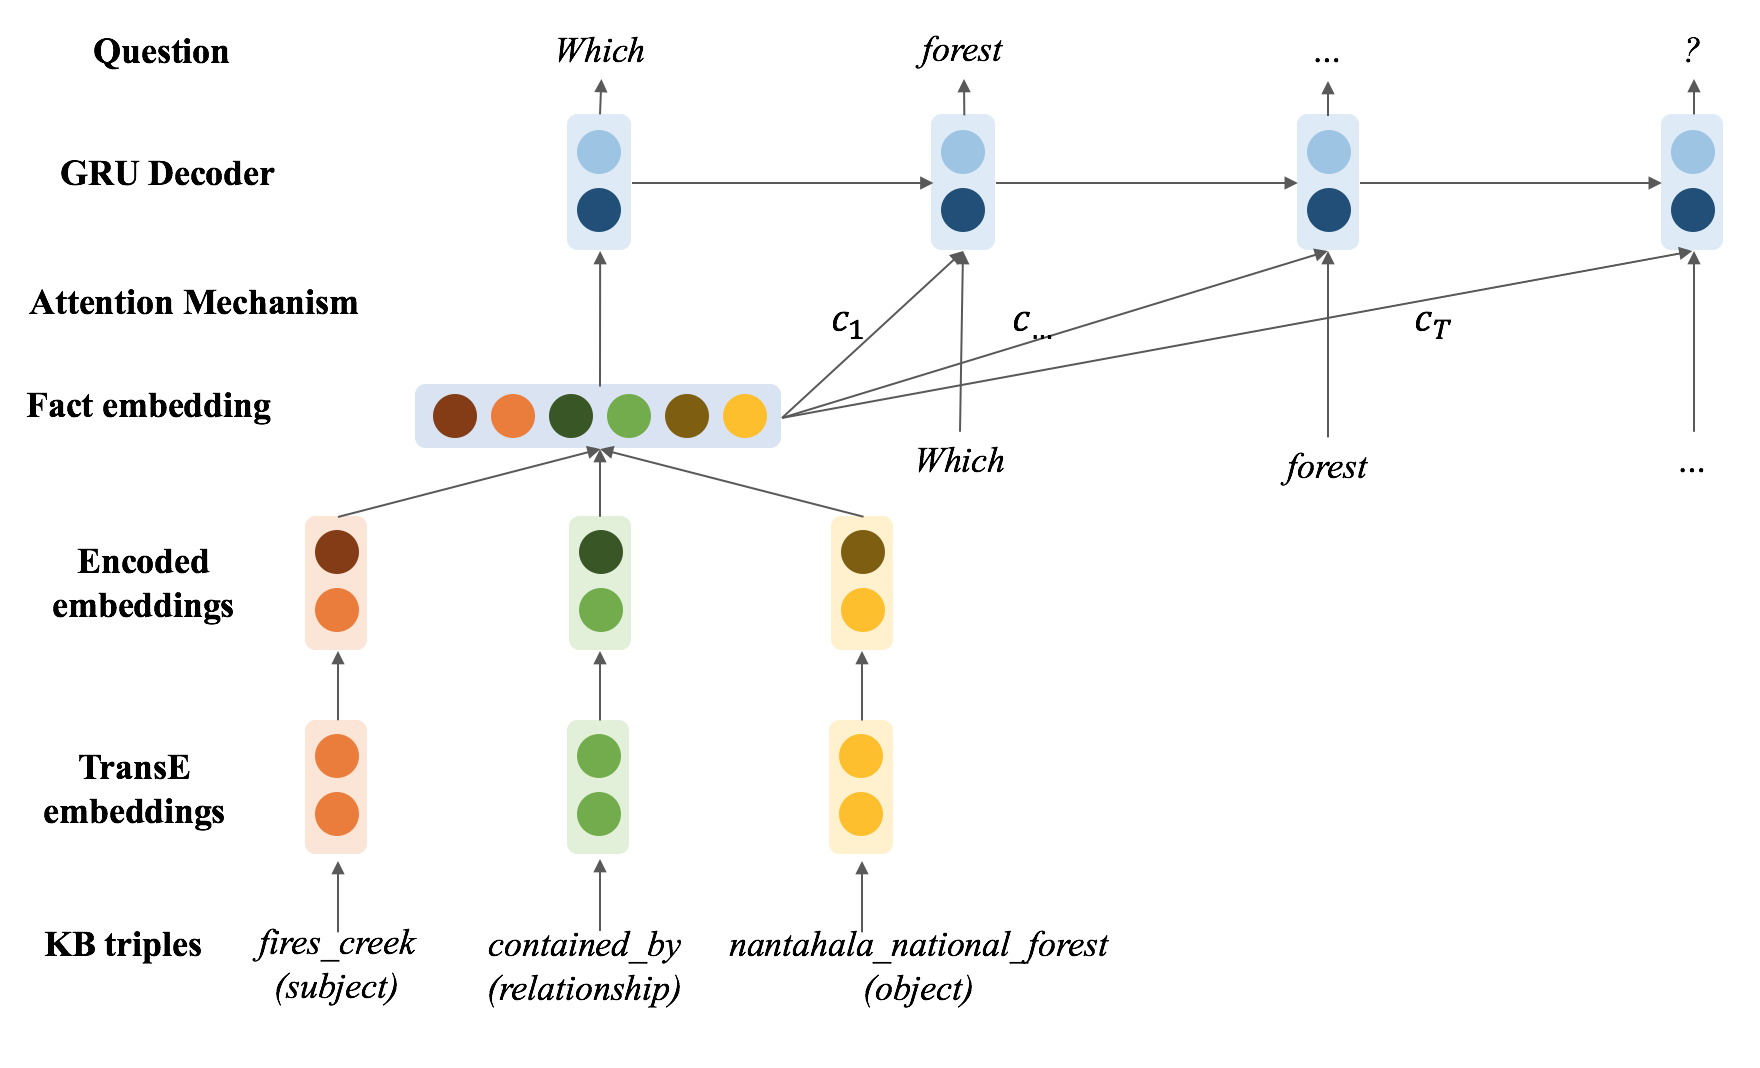 Question
Which
forest
...
?
GRU Decoder
Attention Mechanism
c1
c...
cT
Fact embedding
Which
forest
...
Encoded
embeddings
TransE
embeddings
KB triples
fires_creek
(subject)
contained_by
(relationship)
nantahala_national_forest
(object)